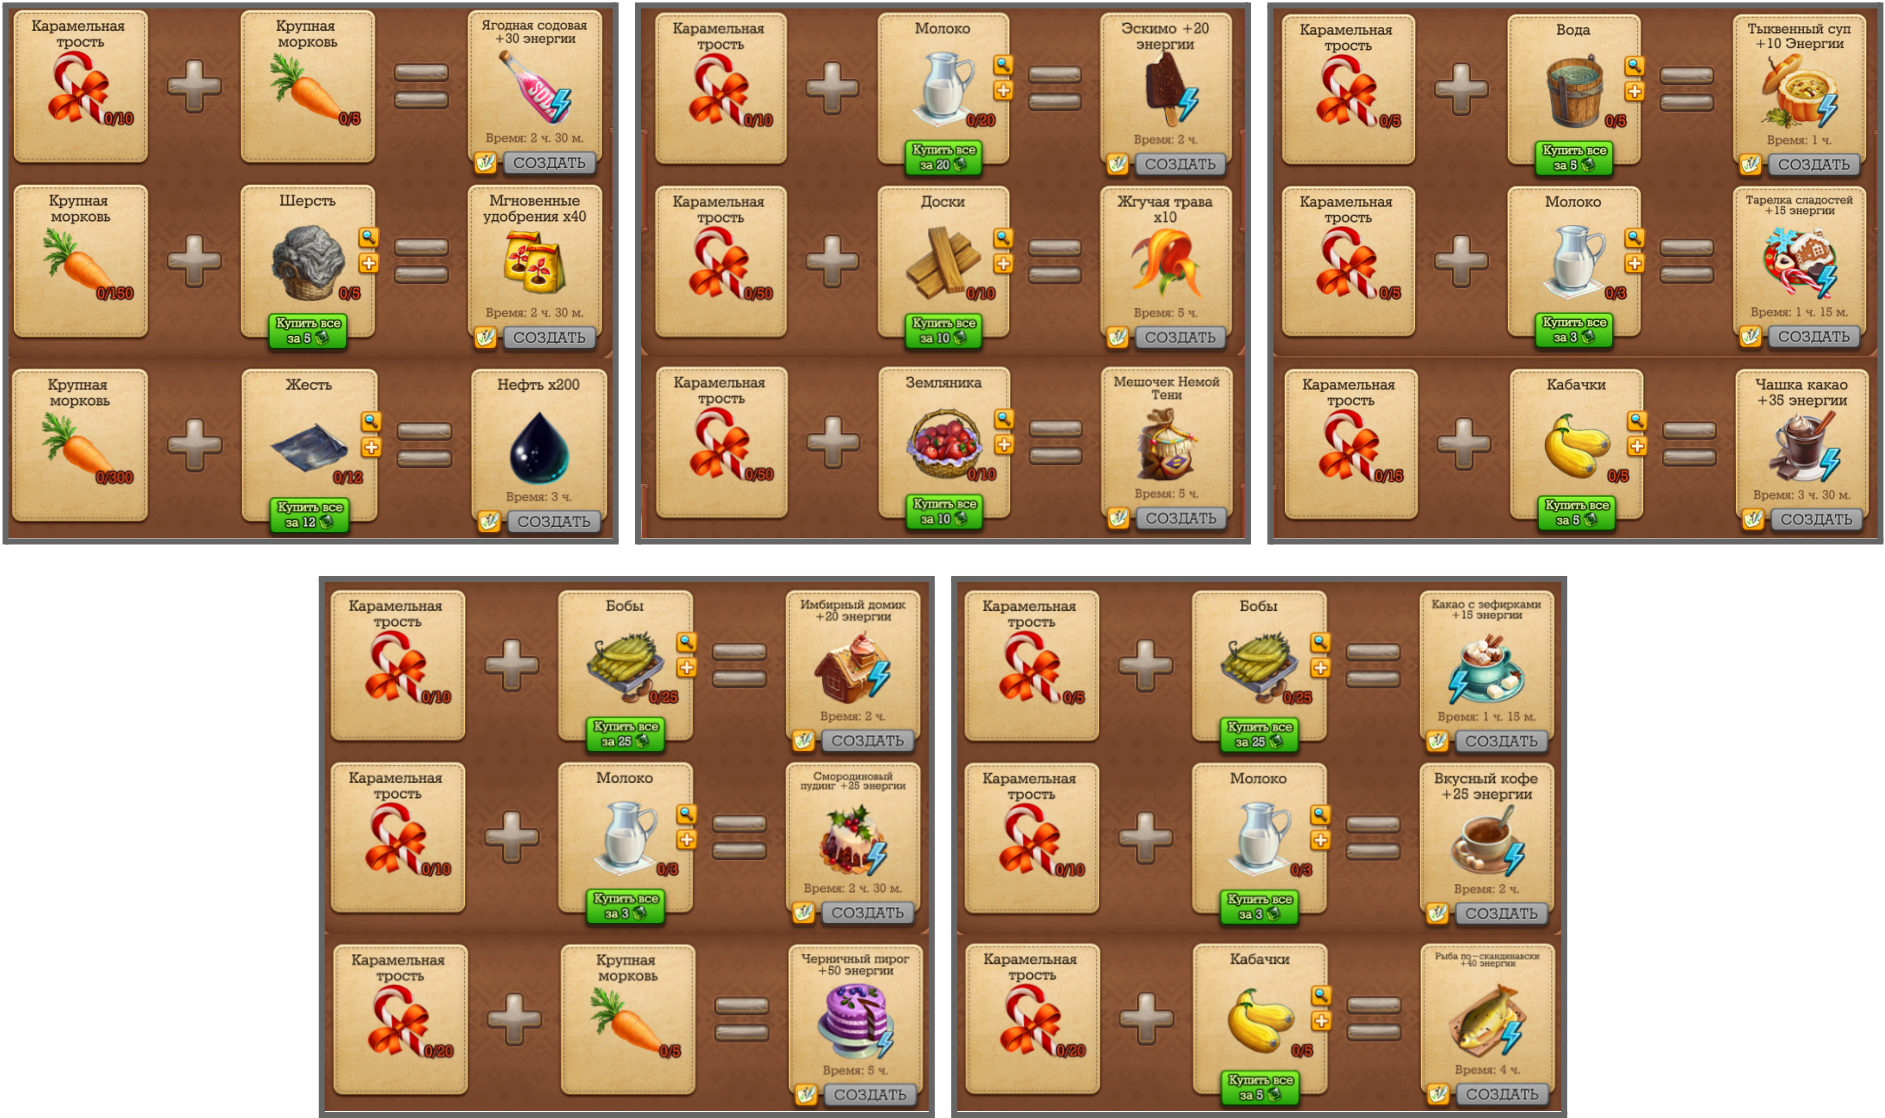 Карамельная
трость
0/10
Крупная
морковь
0/5
Ягодная содовая
+30 энергии
SODA
Время: 2 ч. 30 м.
СОЗДАТЬ
Крупная
морковь
0/150
Шерсть
0/5
Купить все
за 5
Мгновенные
удобрения x40
Время: 2 ч. 30 м.
СОЗДАТЬ
Крупная
морковь
0/300
Жесть
0/12
Купить все
за 12
Нефть x200
Время: 3 ч.
СОЗДАТЬ
Карамельная
трость
0/10
Молоко
0/20
Купить все
за 20
Эскимо +20
энергии
Время: 2 ч.
СОЗДАТЬ
Карамельная
трость
0/50
Доски
0/10
Купить все
за 10
Жгучая трава
x10
Время: 5 ч.
СОЗДАТЬ
Карамельная
трость
0/50
Земляника
0/10
Купить все
за 10
Мешочек Немой
Тени
Время: 5 ч.
СОЗДАТЬ
Карамельная
трость
0/5
Вода
0/5
Купить все
за 5
Тыквенный суп
+10 Энергии
Время: 1 ч.
СОЗДАТЬ
Карамельная
трость
0/5
Молоко
0/3
Купить все
за 3
Тарелка сладостей
+15 энергии
Время: 1 ч. 15 м.
СОЗДАТЬ
Карамельная
трость
0/15
Кабачки
0/5
Купить все
за 5
Чашка какао
+35 энергии
Время: 3 ч. 30 м.
СОЗДАТЬ
Карамельная
трость
0/10
Бобы
0/25
Купить все
за 25
Имбирный домик
+20 энергии
Время: 2 ч.
СОЗДАТЬ
Карамельная
трость
0/10
Молоко
0/3
Купить все
за 3
Смородиновый
пудинг +25 энергии
Время: 2 ч. 30 м.
СОЗДАТЬ
Карамельная
трость
0/20
Крупная
морковь
0/5
Черничный пирог
+50 энергии
Время: 5 ч.
СОЗДАТЬ
Карамельная
трость
0/5
Бобы
0/25
Купить все
за 25
Какао с зефирками
+15 энергии
Время: 1 ч. 15 м.
СОЗДАТЬ
Карамельная
трость
0/10
Молоко
0/3
Купить все
за 3
Вкусный кофе
+25 энергии
Время: 2 ч.
СОЗДАТЬ
Карамельная
трость
0/20
Кабачки
0/5
Купить все
за 5
Рыба по-скандинавски
+40 энергии
Время: 4 ч.
СОЗДАТЬ